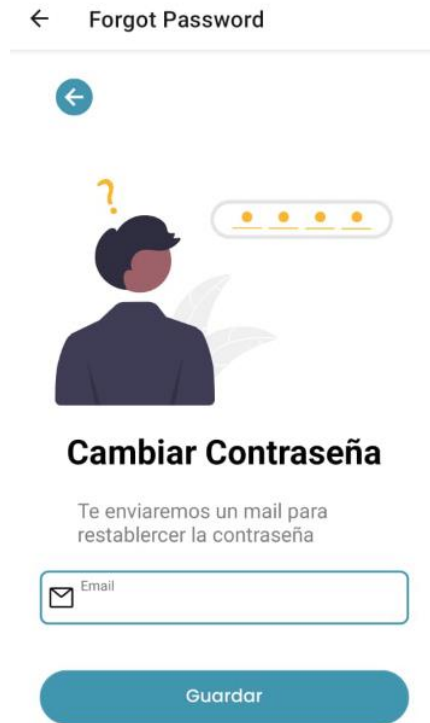 Forgot Password
?
Cambiar Contraseña
Te enviaremos un mail para
restablercer la contraseña
Email
Guardar